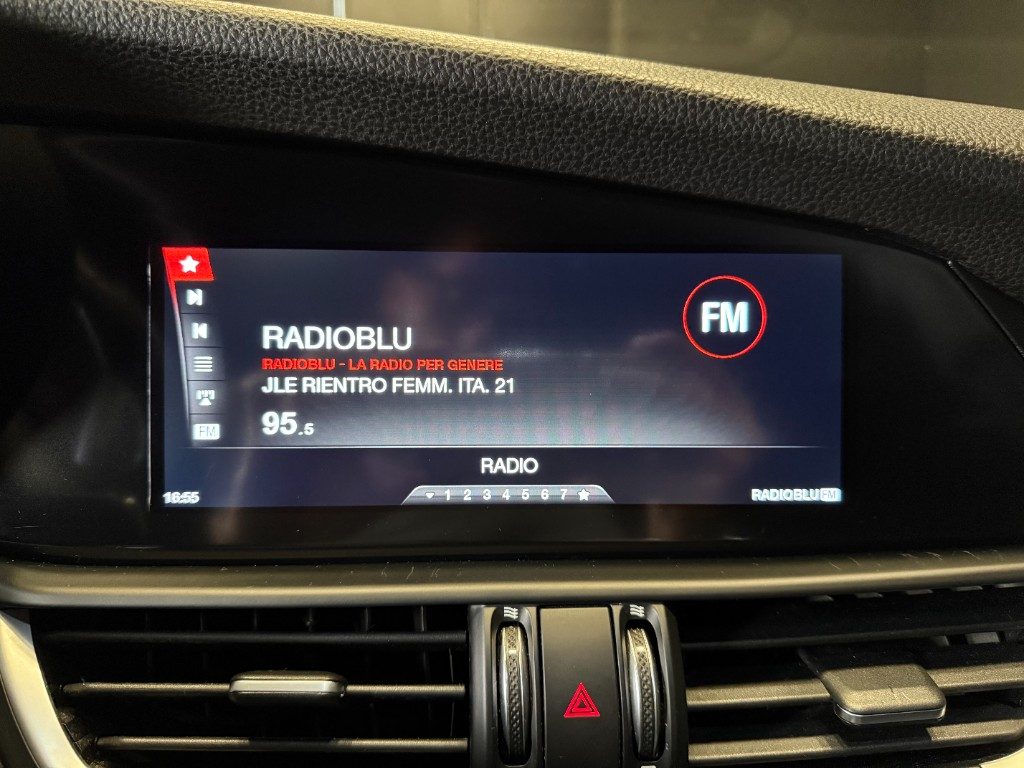 FM
RADIOBLU
RADIOBLU - LA RADIO PER GENERE
JLE RIENTRO FEMM. ITA. 21
95.5
FM
RADIO
16:55
1 2 3 4 5 6 7
RADIOBLU FM